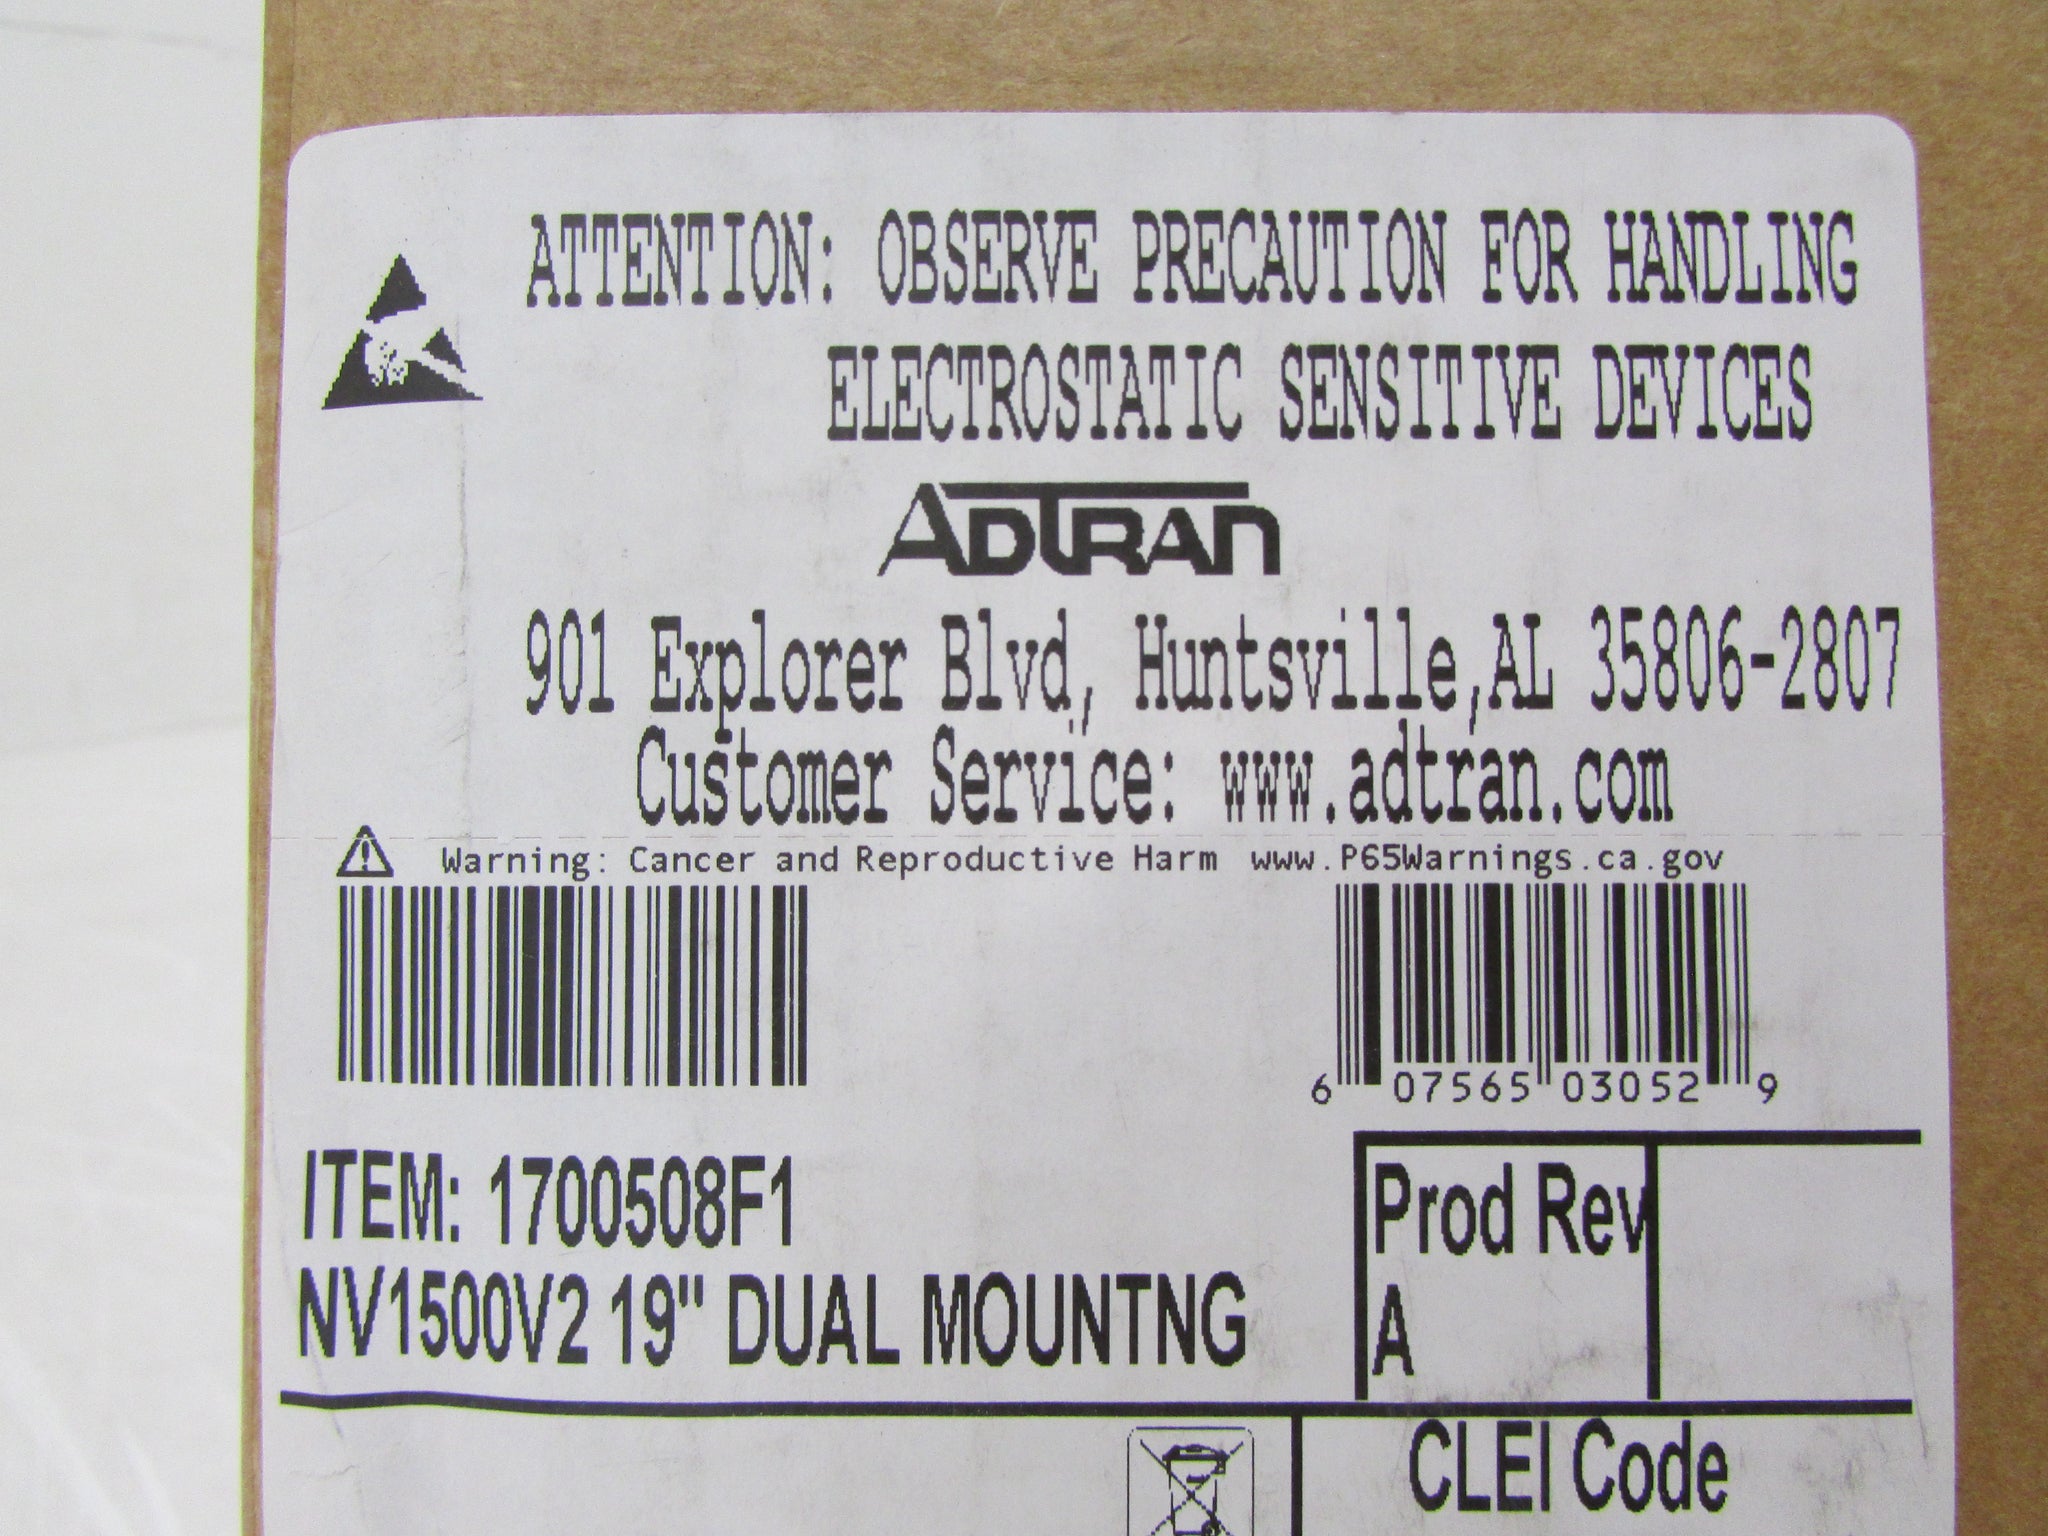 ATTENTION: OBSERVE PRECAUTION FOR HANDLING
ELECTROSTATIC SENSITIVE DEVICES
ADTRAN
901 Explorer Blvd, Huntsville,AL 35806-2807
Customer Service: www.adtran.com
Warning: Cancer and Reproductive Harm www.P65Warnings.ca.gov
6 07565 03052 9
ITEM: 1700508F1
NV1500V2 19" DUAL MOUNTNG
Prod Rev
A
CLEI Code